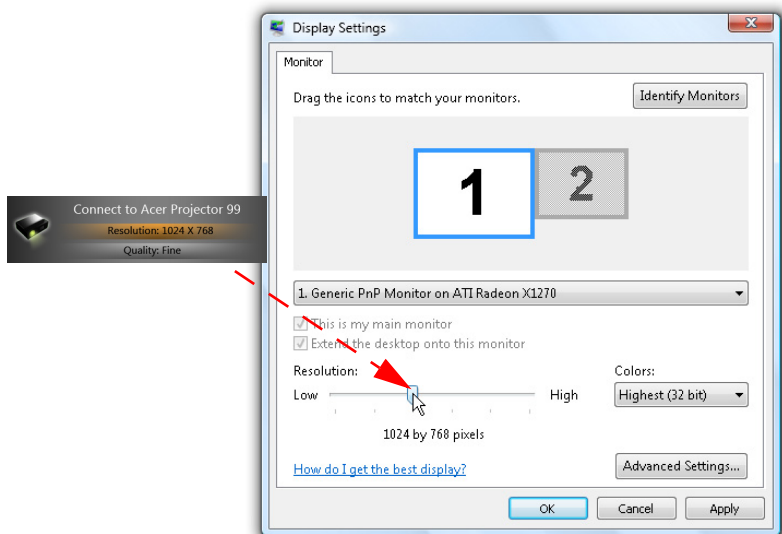 Display Settings
Monitor
Drag the icons to match your monitors.
Identify Monitors
1
2
Connect to Acer Projector 99
Resolution: 1024 X 768
Quality: Fine
1. Generic PnP Monitor on ATI Radeon X1270
This is my main monitor
Extend the desktop onto this monitor
Resolution:
Colors:
Low
High
Highest (32 bit)
1024 by 768 pixels
How do I get the best display?
Advanced Settings...
OK
Cancel
Apply